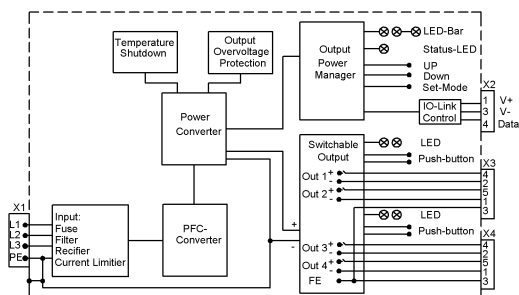 Temperature
Shutdown
Output
Overvoltage
Protection
Output
Power
Manager
LED-Bar
Status-LED
UP
Down
Set-Mode
IO-Link
Control
X2
1 V+
3 V-
4 Data
Power
Converter
Switchable
Output
LED
Push-button
Out 1 +
-
Out 2 +
-
X3
4
2
5
1
3
LED
Push-button
X1
L1
L2
L3
PE
Input:
Fuse
Filter
Recifier
Current Limitier
PFC-
Converter
+
-
Out 3 +
-
Out 4 +
-
FE
X4
4
2
5
1
3